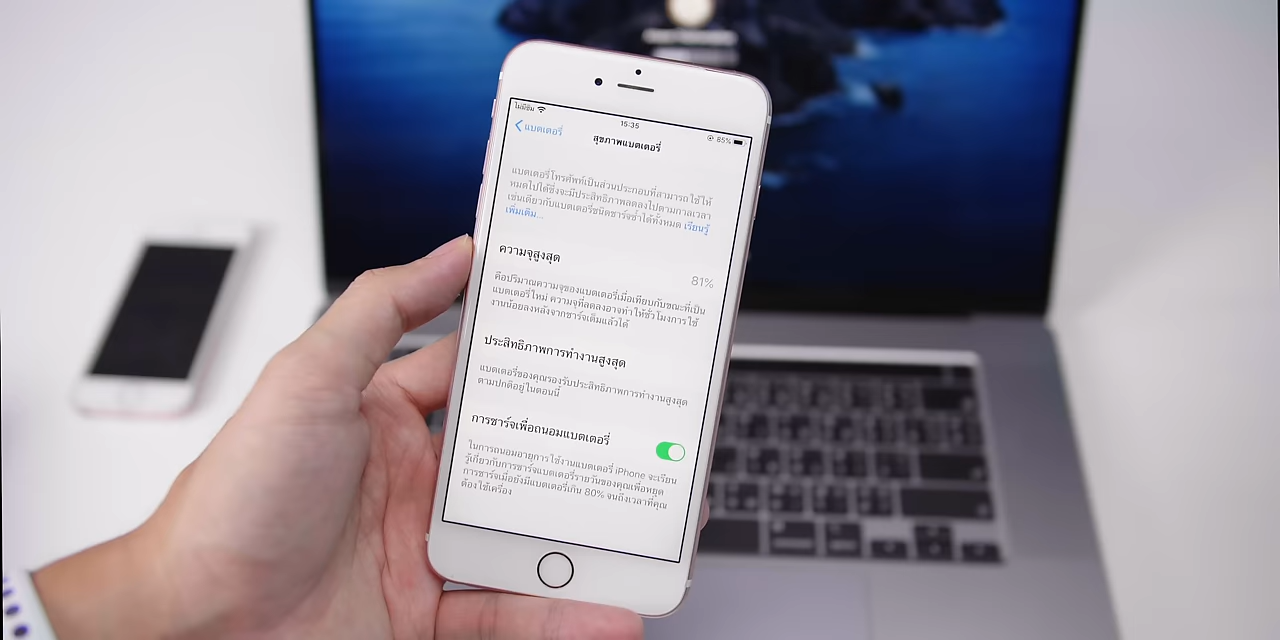 ไม่มีซิม
15:35
85%
แบตเตอรี่
สุขภาพแบตเตอรี่
แบตเตอรี่โทรศัพท์เป็นส่วนประกอบที่สามารถใช้ให้
หมดไปได้ซึ่งจะมีประสิทธิภาพลดลงไปตามกาลเวลา
เช่นเดียวกับแบตเตอรี่ชนิดชาร์จซ้ำได้ทั้งหมด เรียนรู้
เพิ่มเติม...
ความจุสูงสุด
81%
คือปริมาณความจุของแบตเตอรี่เมื่อเทียบกับขณะที่เป็น
แบตเตอรี่ใหม่ ความจุที่ลดลงอาจทำให้ชั่วโมงการใช้
งานน้อยลงหลังจากชาร์จเต็มแล้วได้
ประสิทธิภาพการทำงานสูงสุด
แบตเตอรี่ของคุณรองรับประสิทธิภาพการทำงานสูงสุด
ตามปกติอยู่ในตอนนี้
การชาร์จเพื่อถนอมแบตเตอรี่
ในการถนอมอายุการใช้งานแบตเตอรี่ iPhone จะเรียน
รู้เกี่ยวกับการชาร์จแบตเตอรี่รายวันของคุณเพื่อหยุด
การชาร์จเมื่อยังมีแบตเตอรี่เกิน 80% จนถึงเวลาที่คุณ
ต้องใช้เครื่อง